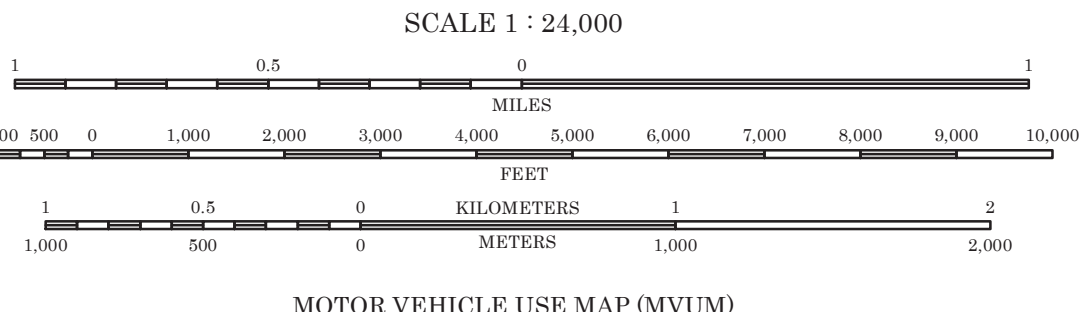 SCALE 1 : 24,000
1 0.5 0 1
MILES
500 0 1,000 2,000 3,000 4,000 5,000 6,000 7,000 8,000 9,000 10,000
FEET
1 0.5 0 KILOMETERS 1 2
1,000 500 0 METERS 1,000 2,000
MOTOR VEHICLE USE MAP (MVUM)